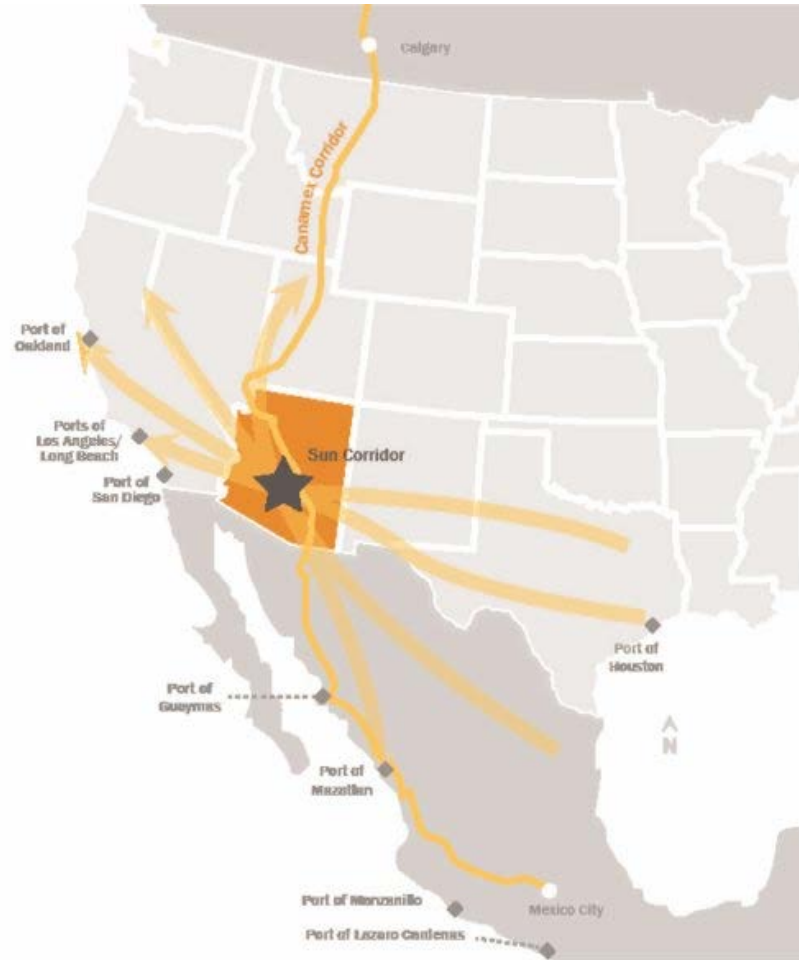 Calgary
Canamex Corridor
Port of
Oakland
Ports of
Los Angeles/
Long Beach
Port of
San Diego
Sun Corridor
Port of
Houston
Port of
Guaymas
N
Port of
Mazatlan
Port of Manzanillo
Mexico City
Port of Lazaro Cardenas